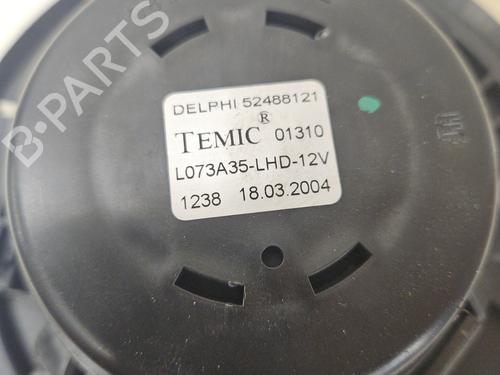 B-PARTS
DELPHI 52488121
TEMIC® 01310
L073A35-LHD-12V
1238 18.03.2004